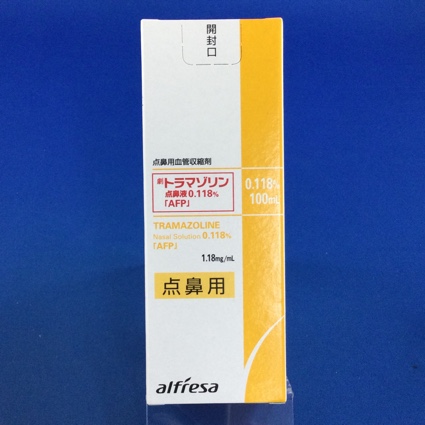 開封口
点鼻用血管収縮剤
劇トラマゾリン
点鼻液0.118%
「AFP」
0.118%
100mL
TRAMAZOLINE
Nasal Solution 0.118%
「AFP」
1.18mg/mL
点鼻用
alfresa